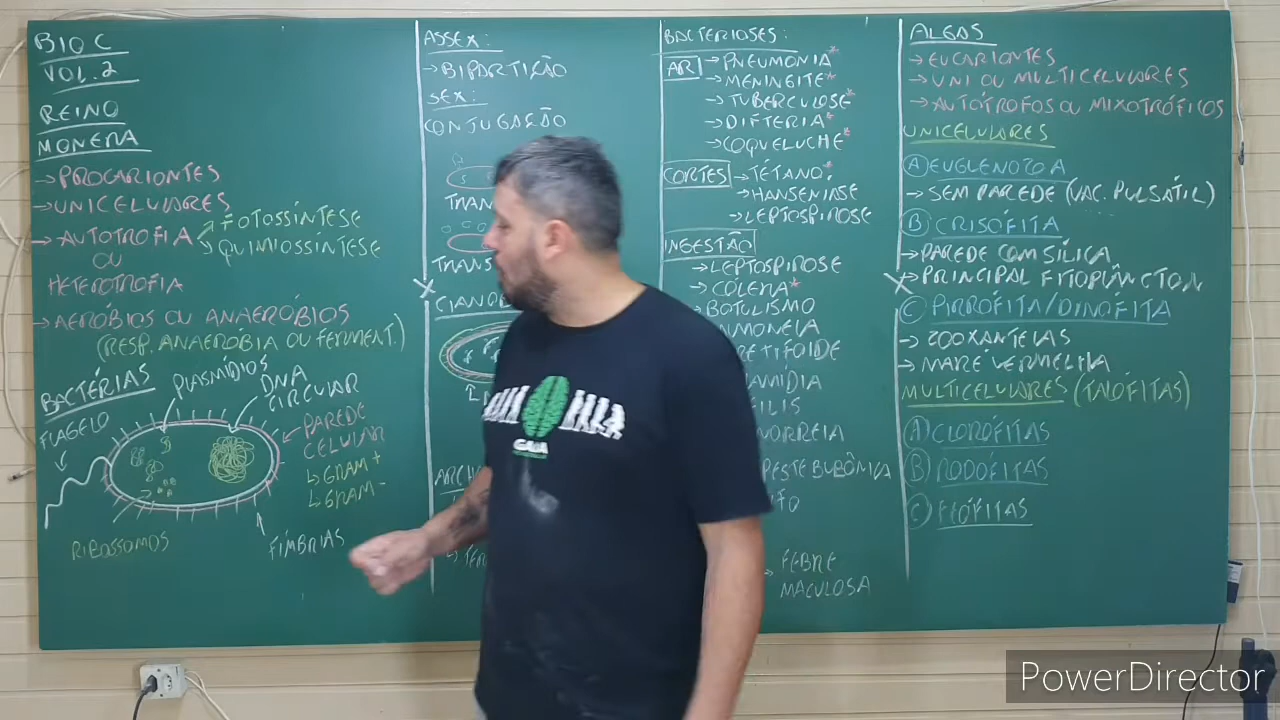 BIO C
VOL. 2
REINO
MONERA
→ PROCARIONTES
→ UNICELULARES
→ AUTOTROFIA
FOTOSSÍNTESE
QUIMIOSSÍNTESE
OU
HETEROTROFIA
→ AERÓBIOS OU ANAERÓBIOS
(RESP. ANAERÓBIA OU FERMENT.)
BACTÉRIAS
PLASMÍDIOS
DNA
CIRCULAR
FLAGELO
PAREDE
CELULAR
↳ GRAM +
↳ GRAM -
RIBOSSOMOS
FÍMBRIAS
ASSEX:
→ BIPARTIÇÃO
SEX:
CONJUGAÇÃO
BACTERIOSES:
AR → PNEUMONIA*
→ MENINGITE*
→ TUBERCULOSE*
→ DIFTERIA*
→ COQUELUCHE*
CORTES → TÉTANO*
→ HANSENÍASE
→ LEPTOSPIROSE
INGESTÃO
→ LEPTOSPIROSE
→ CÓLERA*
BOTULISMO
PESTE BUBÔNICA
→ FEBRE
MACULOSA
ALGAS
→ EUCARIONTES
→ UNI OU MULTICELULARES
→ AUTÓTROFOS OU MIXOTRÓFICOS
UNICELULARES
A EUGLENOZOA
→ SEM PAREDE (VAC. PULSÁTIL)
B CRISÓFITA
→ PAREDE COM SÍLICA
→ PRINCIPAL FITOPLÂNCTON
C PIRRÓFITA/DINÓFITA
→ ZOOXANTELAS
→ MARÉ VERMELHA
MULTICELULARES (TALÓFITAS)
A CLORÓFITAS
B RODÓFITAS
C FEÓFITAS
GAIA
PowerDirector